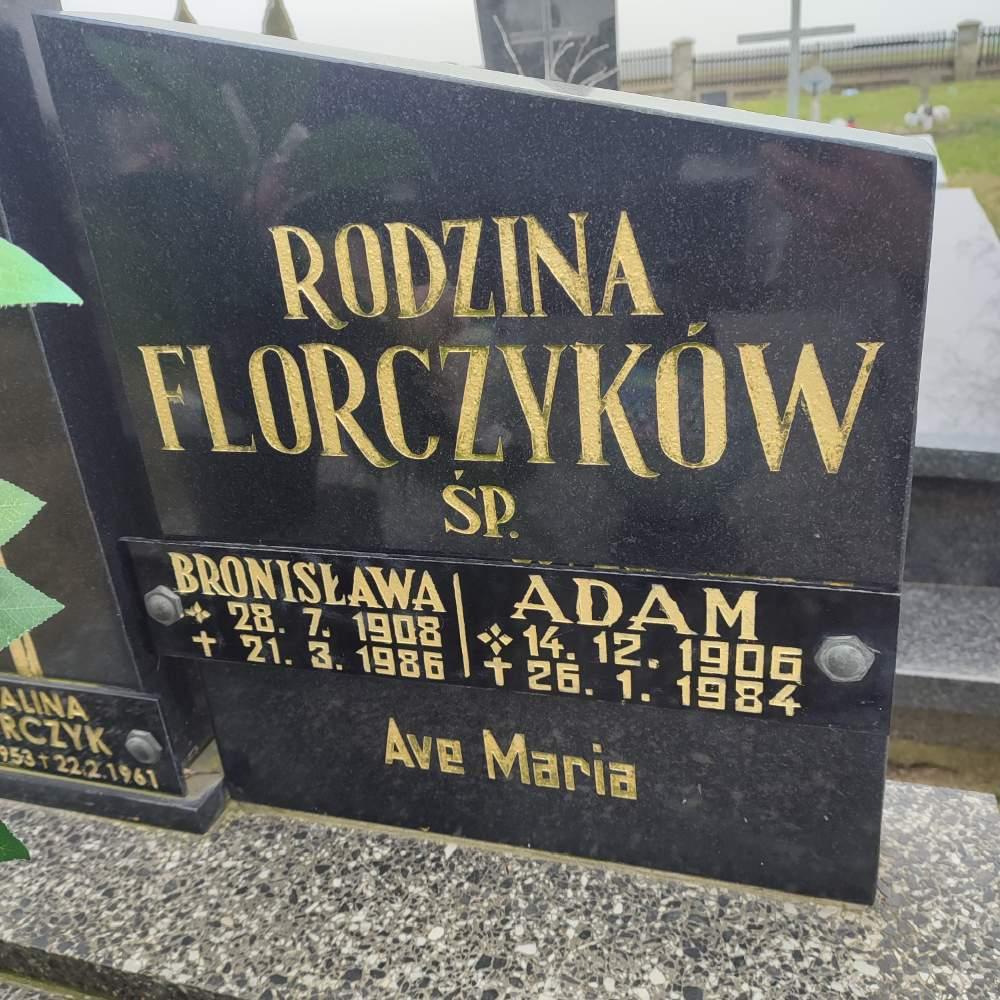 RODZINA
FLORCZYKÓW
ŚP.
BRONISŁAWA
28. 7. 1908
† 21. 3. 1986
ADAM
14. 12. 1906
† 26. 1. 1984
Ave Maria
ALINA
RCZYK
953 † 22.2.1961